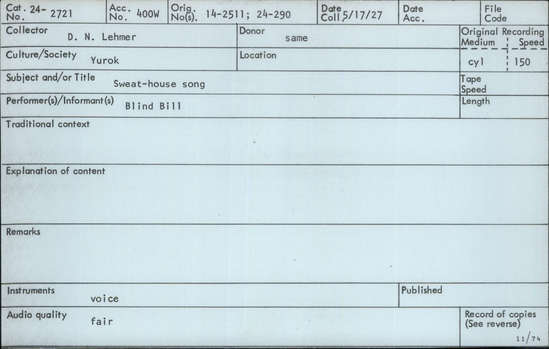 Cat. 24- 2721
No.
Acc. 400W
No.
Orig. 14-2511; 24-290
No(s).
Date
Coll. 5/17/27
Date
Acc.
File
Code
Collector
D. N. Lehmer
Donor
same
Original Recording
Medium Speed
Culture/Society
Yurok
Location
cyl 150
Subject and/or Title
Sweat-house song
Tape
Speed
Performer(s)/Informant(s) Blind Bill
Length
Traditional context
Explanation of content
Remarks
Instruments
voice
Published
Audio quality
fair
Record of copies
(See reverse)
11/74